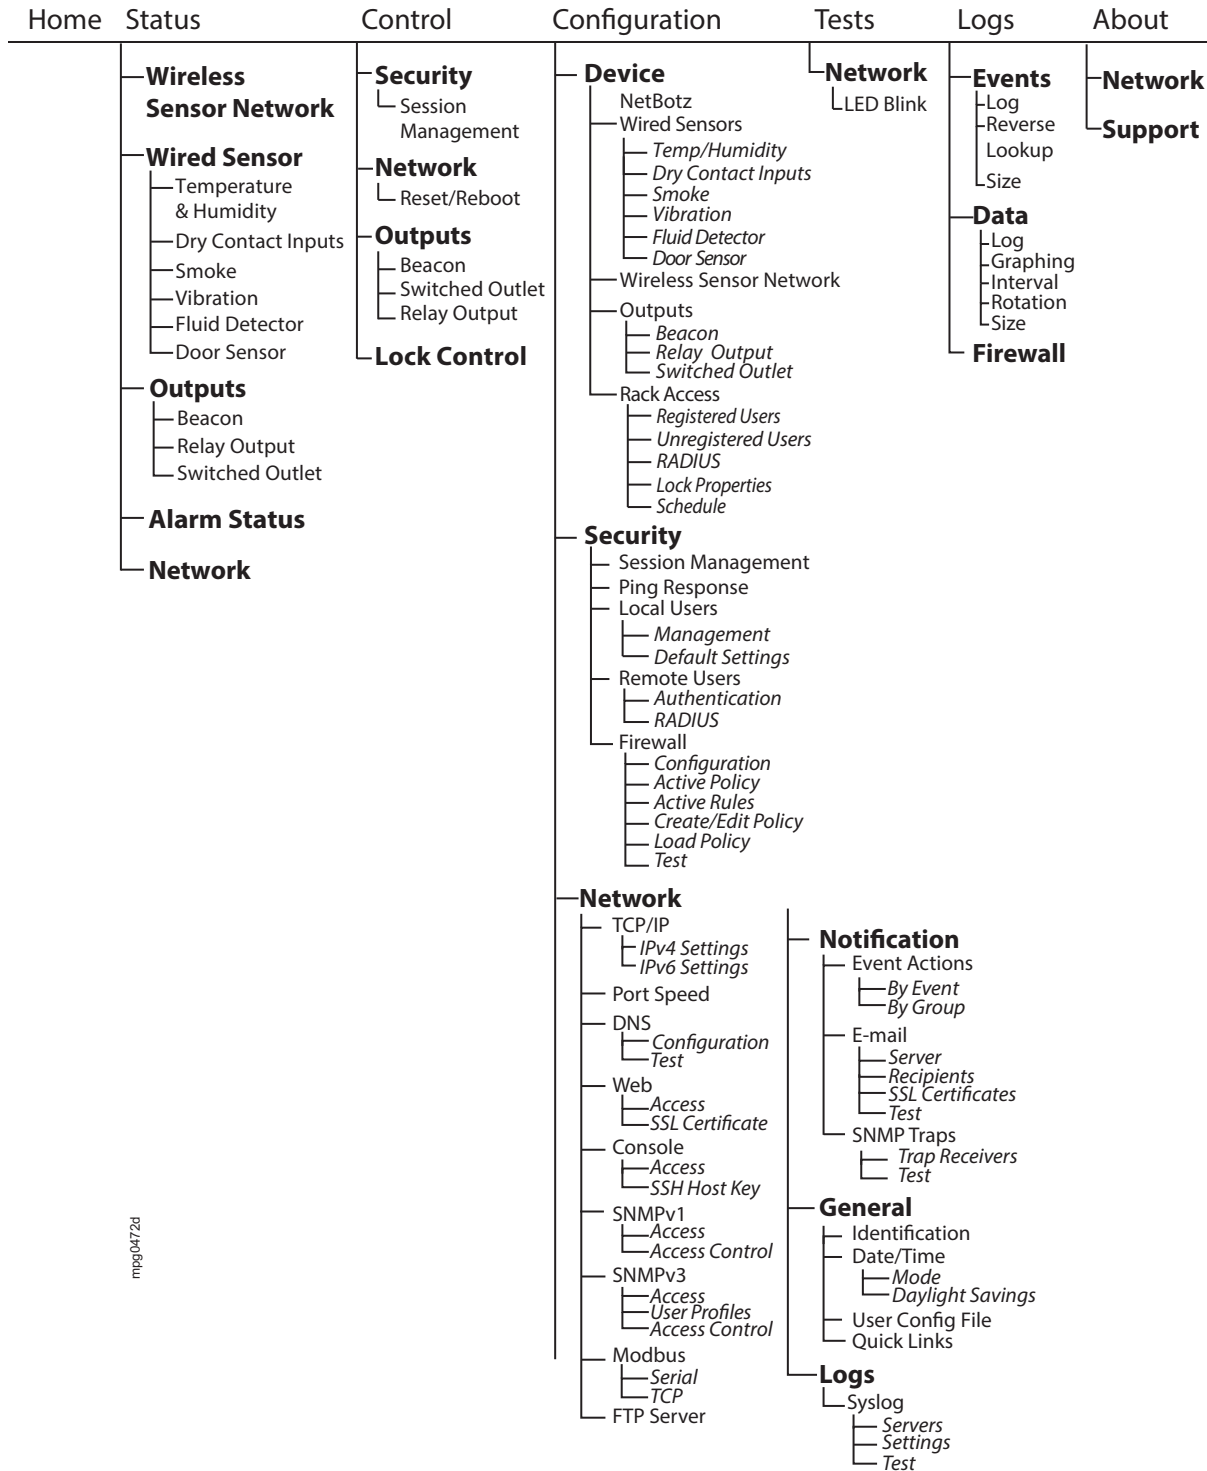 Home Status Control Configuration Tests Logs About
Wireless
Sensor Network
Wired Sensor
Temperature
& Humidity
Dry Contact Inputs
Smoke
Vibration
Fluid Detector
Door Sensor
Outputs
Beacon
Relay Output
Switched Outlet
Alarm Status
Network
Security
Session
Management
Network
Reset/Reboot
Outputs
Beacon
Switched Outlet
Relay Output
Lock Control
Device
NetBotz
Wired Sensors
Temp/Humidity
Dry Contact Inputs
Smoke
Vibration
Fluid Detector
Door Sensor
Wireless Sensor Network
Outputs
Beacon
Relay Output
Switched Outlet
Rack Access
Registered Users
Unregistered Users
RADIUS
Lock Properties
Schedule
Security
Session Management
Ping Response
Local Users
Management
Default Settings
Remote Users
Authentication
RADIUS
Firewall
Configuration
Active Policy
Active Rules
Create/Edit Policy
Load Policy
Test
Network
TCP/IP
IPv4 Settings
IPv6 Settings
Port Speed
DNS
Configuration
Test
Web
Access
SSL Certificate
Console
Access
SSH Host Key
SNMPv1
Access
Access Control
SNMPv3
Access
User Profiles
Access Control
Modbus
Serial
TCP
FTP Server
Notification
Event Actions
By Event
By Group
E-mail
Server
Recipients
SSL Certificates
Test
SNMP Traps
Trap Receivers
Test
General
Identification
Date/Time
Mode
Daylight Savings
User Config File
Quick Links
Logs
Syslog
Servers
Settings
Test
Network
LED Blink
Events
Log
Reverse
Lookup
Size
Data
Log
Graphing
Interval
Rotation
Size
Firewall
Network
Support
mpg0472d